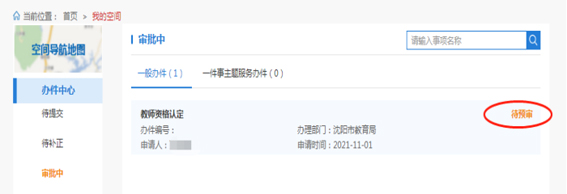 当前位置： 首页 » 我的空间
空间导航地图
办件中心
待提交
待补正
审批中
审批中
请输入事项名称
一般办件（1） 一件事主题服务办件（0）
教师资格认定 待预审
办件编号： 办理部门：沈阳市教育局
申请人： 申请时间：2021-11-01